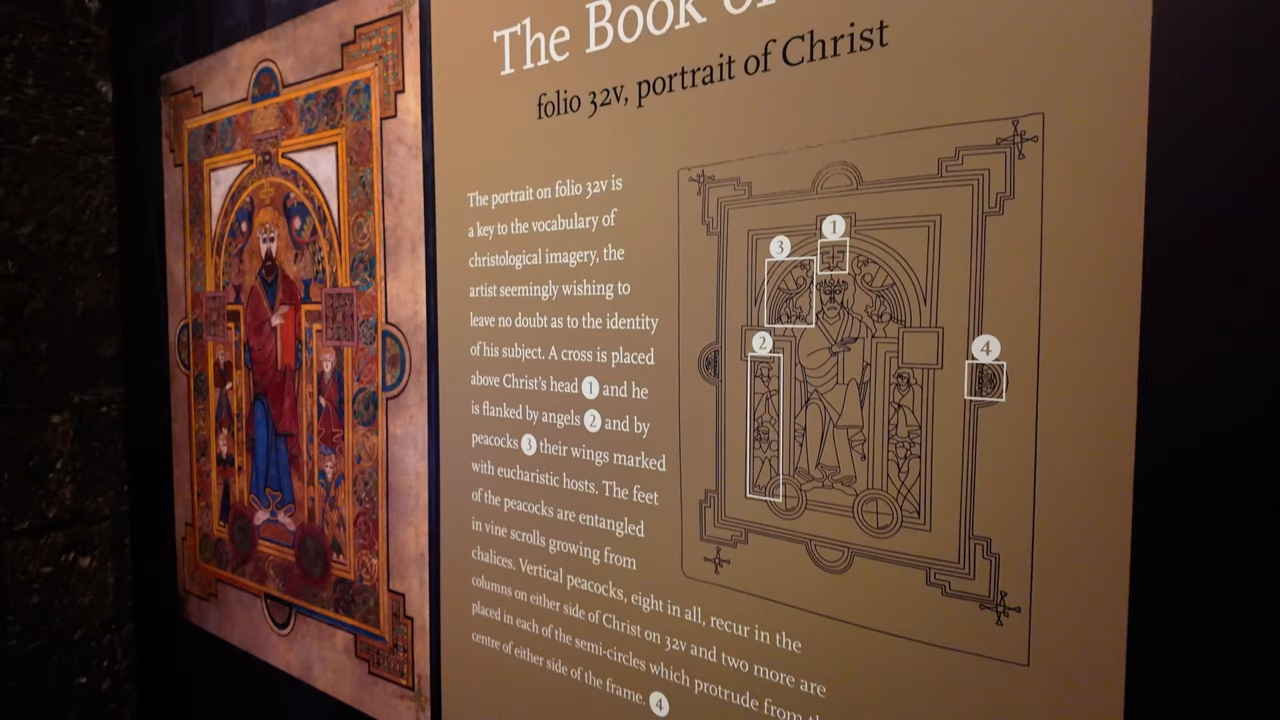 The Book
folio 32v, portrait of Christ
The portrait on folio 32v is
a key to the vocabulary of
christological imagery, the
artist seemingly wishing to
leave no doubt as to the identity
of his subject. A cross is placed
above Christ's head 1 and he
is flanked by angels 2 and by
peacocks 3 their wings marked
with eucharistic hosts. The feet
of the peacocks are entangled
in vine scrolls growing from
chalices. Vertical peacocks, eight in all, recur in the
columns on either side of Christ on 32v and two more are
placed in each of the semi-circles which protrude from
centre of either side of the frame. 4
1
3
2
4